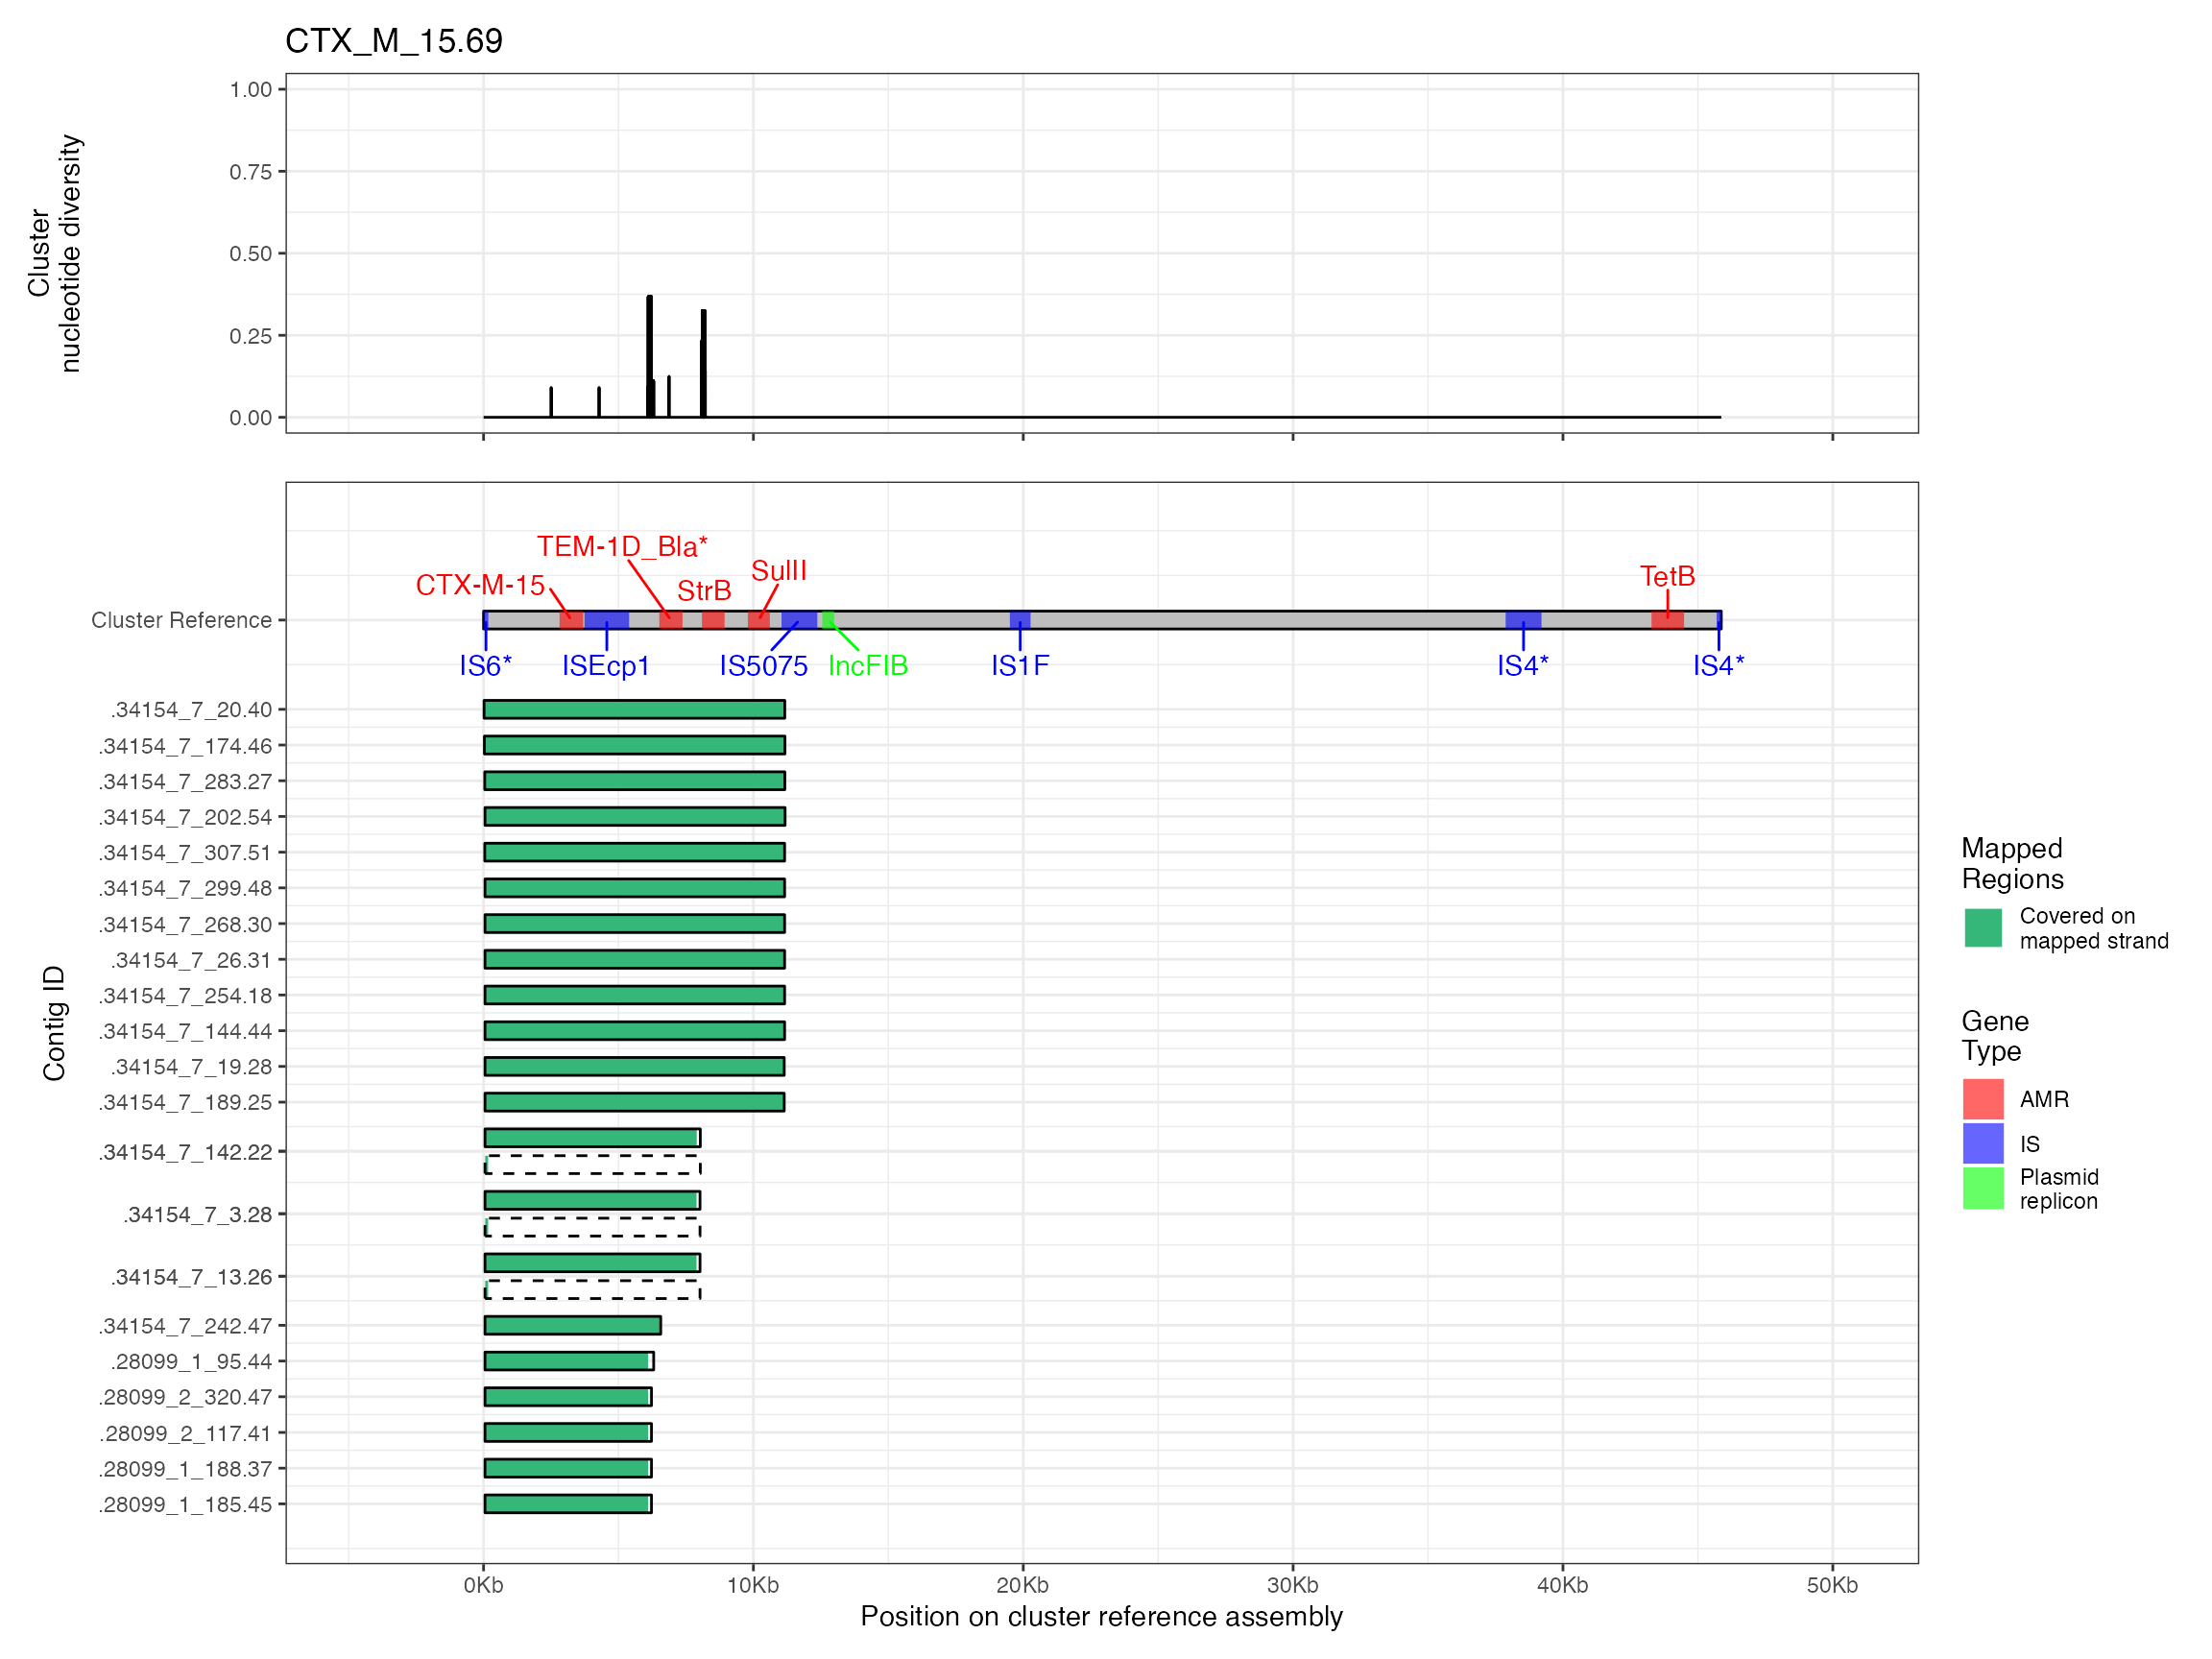 CTX_M_15.69
Cluster
nucleotide diversity
1.00
0.75
0.50
0.25
0.00
TEM-1D_Bla*
SulII
CTX-M-15
StrB
TetB
Cluster Reference
IS6*
ISEcp1
IS5075
IncFIB
IS1F
IS4*
IS4*
Contig ID
.34154_7_20.40
.34154_7_174.46
.34154_7_283.27
.34154_7_202.54
.34154_7_307.51
.34154_7_299.48
.34154_7_268.30
.34154_7_26.31
.34154_7_254.18
.34154_7_144.44
.34154_7_19.28
.34154_7_189.25
.34154_7_142.22
.34154_7_3.28
.34154_7_13.26
.34154_7_242.47
.28099_1_95.44
.28099_2_320.47
.28099_2_117.41
.28099_1_188.37
.28099_1_185.45
0Kb
10Kb
20Kb
30Kb
40Kb
50Kb
Position on cluster reference assembly
Mapped
Regions
Covered on
mapped strand
Gene
Type
AMR
IS
Plasmid
replicon